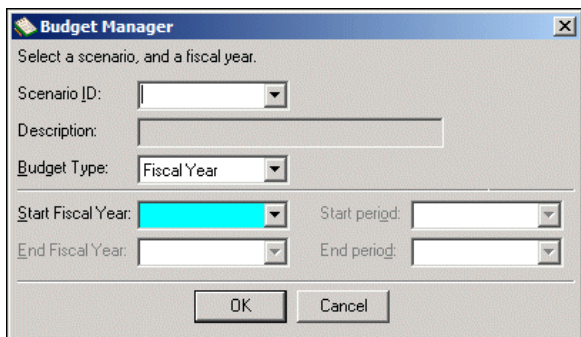 Budget Manager
Select a scenario, and a fiscal year.
Scenario ID:
Description:
Budget Type: Fiscal Year
Start Fiscal Year: Start period:
End Fiscal Year: End period:
OK Cancel